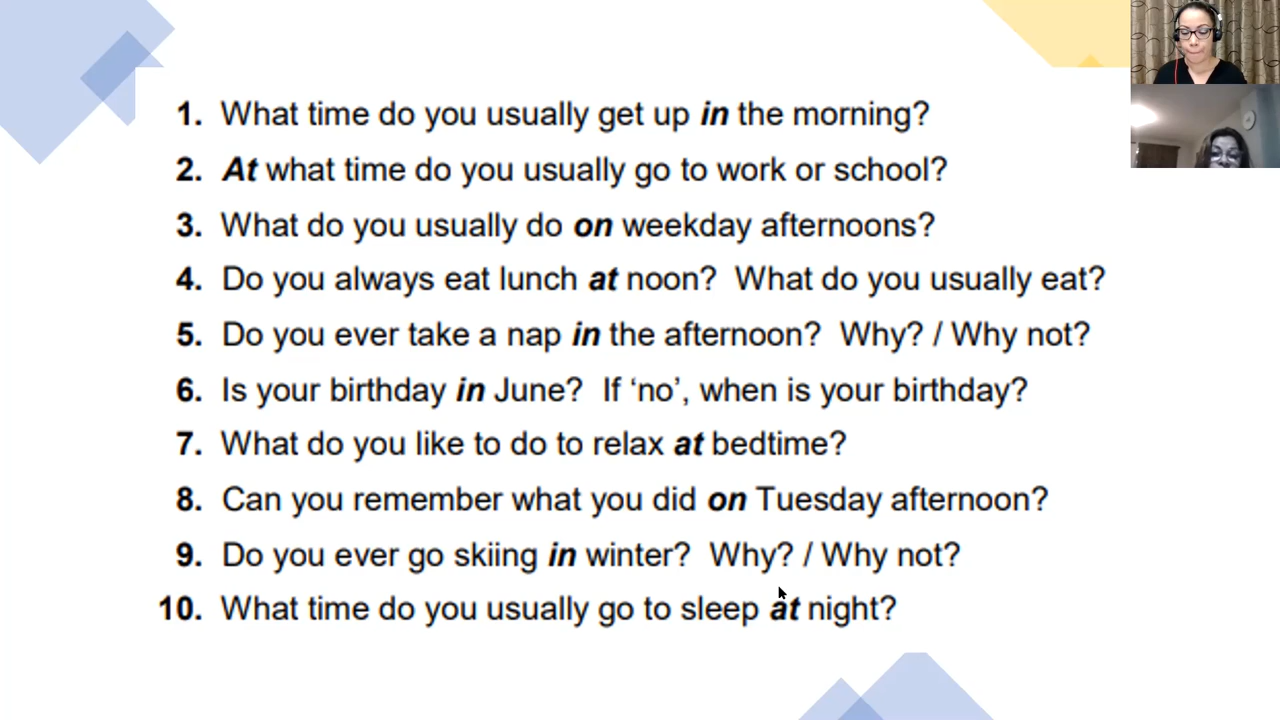 1. What time do you usually get up in the morning?
2. At what time do you usually go to work or school?
3. What do you usually do on weekday afternoons?
4. Do you always eat lunch at noon? What do you usually eat?
5. Do you ever take a nap in the afternoon? Why? / Why not?
6. Is your birthday in June? If ‘no’, when is your birthday?
7. What do you like to do to relax at bedtime?
8. Can you remember what you did on Tuesday afternoon?
9. Do you ever go skiing in winter? Why? / Why not?
10. What time do you usually go to sleep at night?